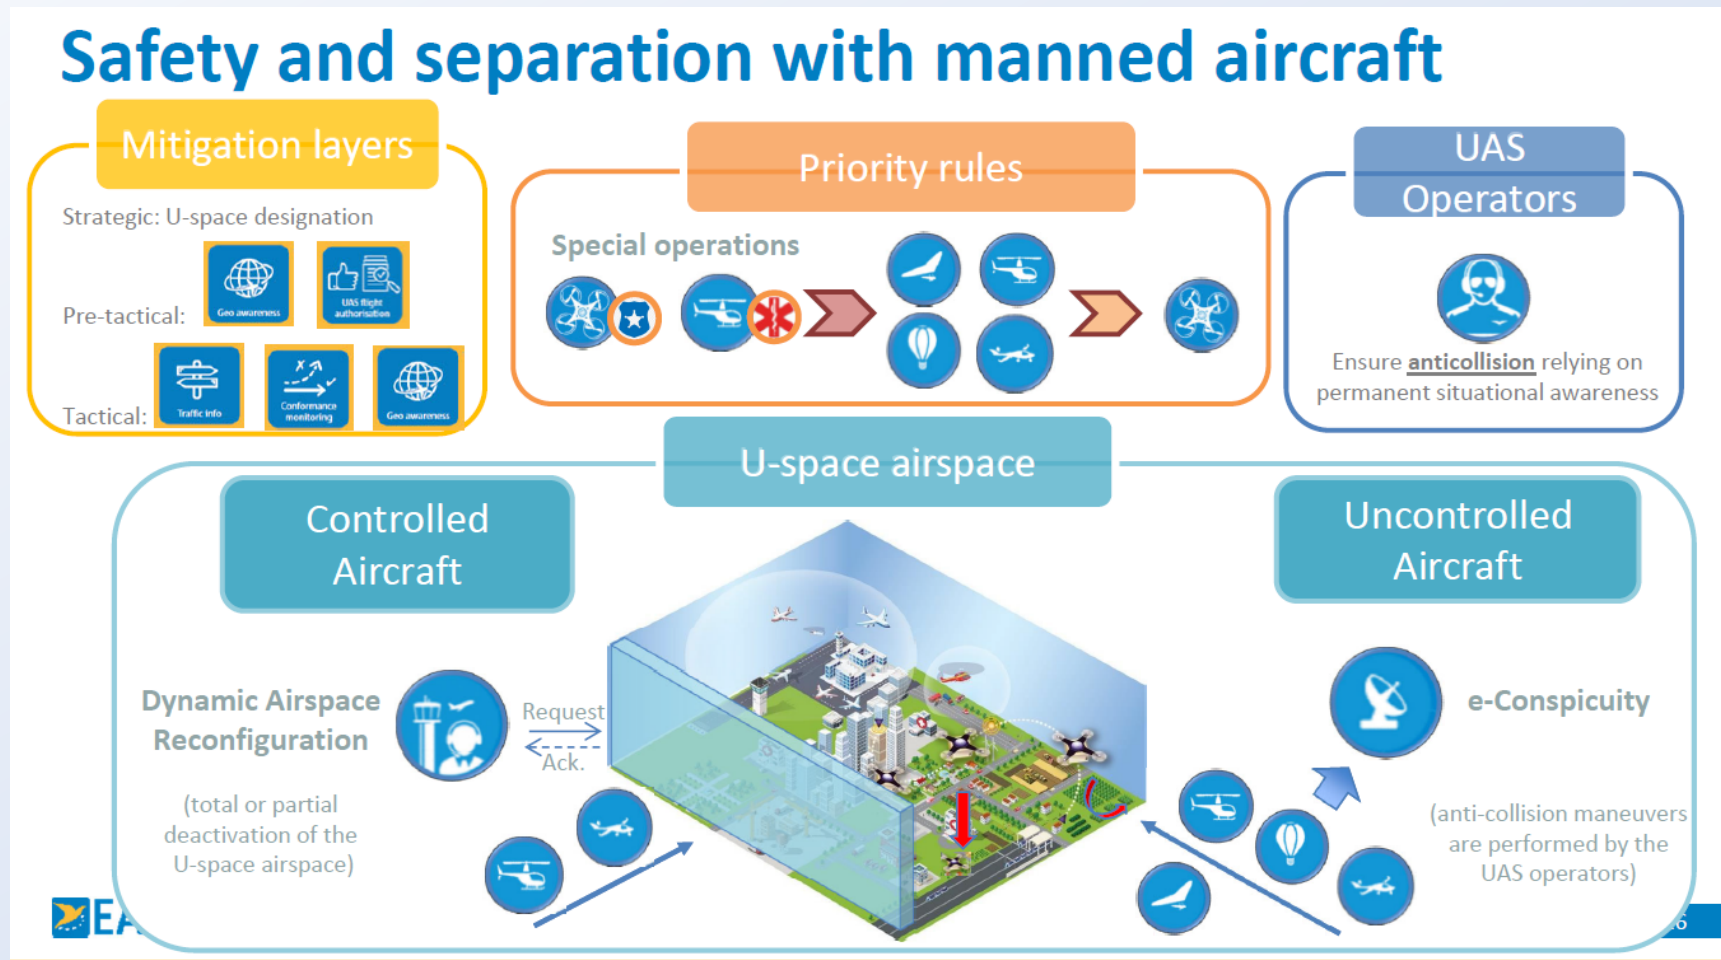 Safety and separation with manned aircraft
Mitigation layers
Strategic: U-space designation
Pre-tactical:
Geo awareness
UAS flight
authorisation
Tactical:
Traffic info
Conformance
monitoring
Geo awareness
Priority rules
Special operations
UAS
Operators
Ensure anticollision relying on
permanent situational awareness
U-space airspace
Controlled
Aircraft
Dynamic Airspace
Reconfiguration
(total or partial
deactivation of the
U-space airspace)
Request
Ack.
Uncontrolled
Aircraft
e-Conspicuity
(anti-collision maneuvers
are performed by the
UAS operators)